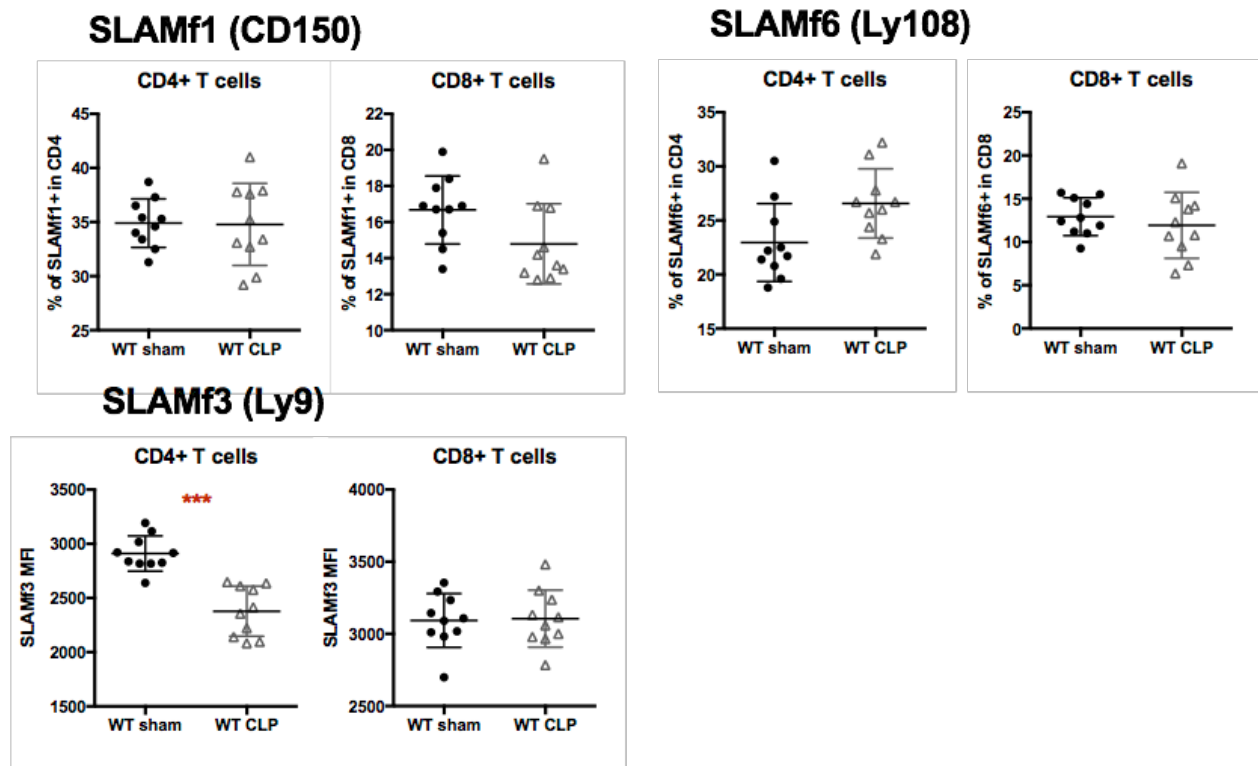 SLAMf1 (CD150)
CD4+ T cells
% of SLAMf1+ in CD4
45
40
35
30
25
WT sham WT CLP
CD8+ T cells
% of SLAMf1+ in CD8
22
20
18
16
14
12
10
WT sham WT CLP
SLAMf6 (Ly108)
CD4+ T cells
% of SLAMf6+ in CD4
35
30
25
20
15
WT sham WT CLP
CD8+ T cells
% of SLAMf6+ in CD8
25
20
15
10
5
0
WT sham WT CLP
SLAMf3 (Ly9)
CD4+ T cells
***
SLAMf3 MFI
3500
3000
2500
2000
1500
WT sham WT CLP
CD8+ T cells
SLAMf3 MFI
4000
3500
3000
2500
WT sham WT CLP